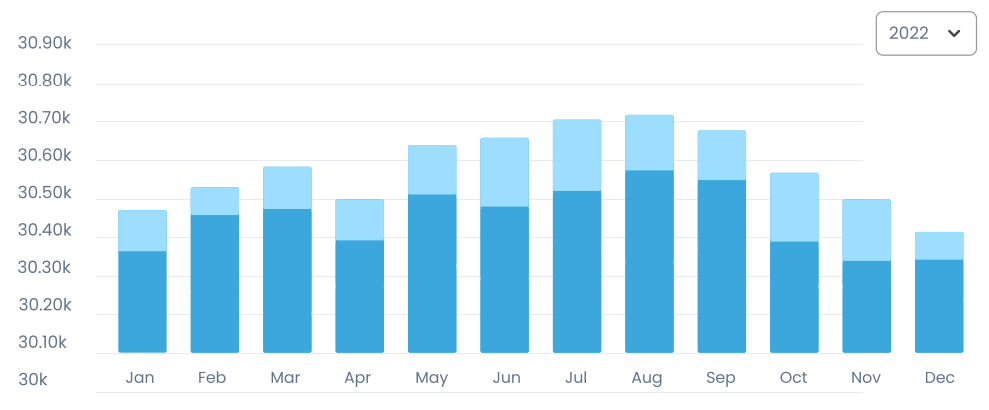 2022
30.90k
30.80k
30.70k
30.60k
30.50k
30.40k
30.30k
30.20k
30.10k
30k
Jan Feb Mar Apr May Jun Jul Aug Sep Oct Nov Dec